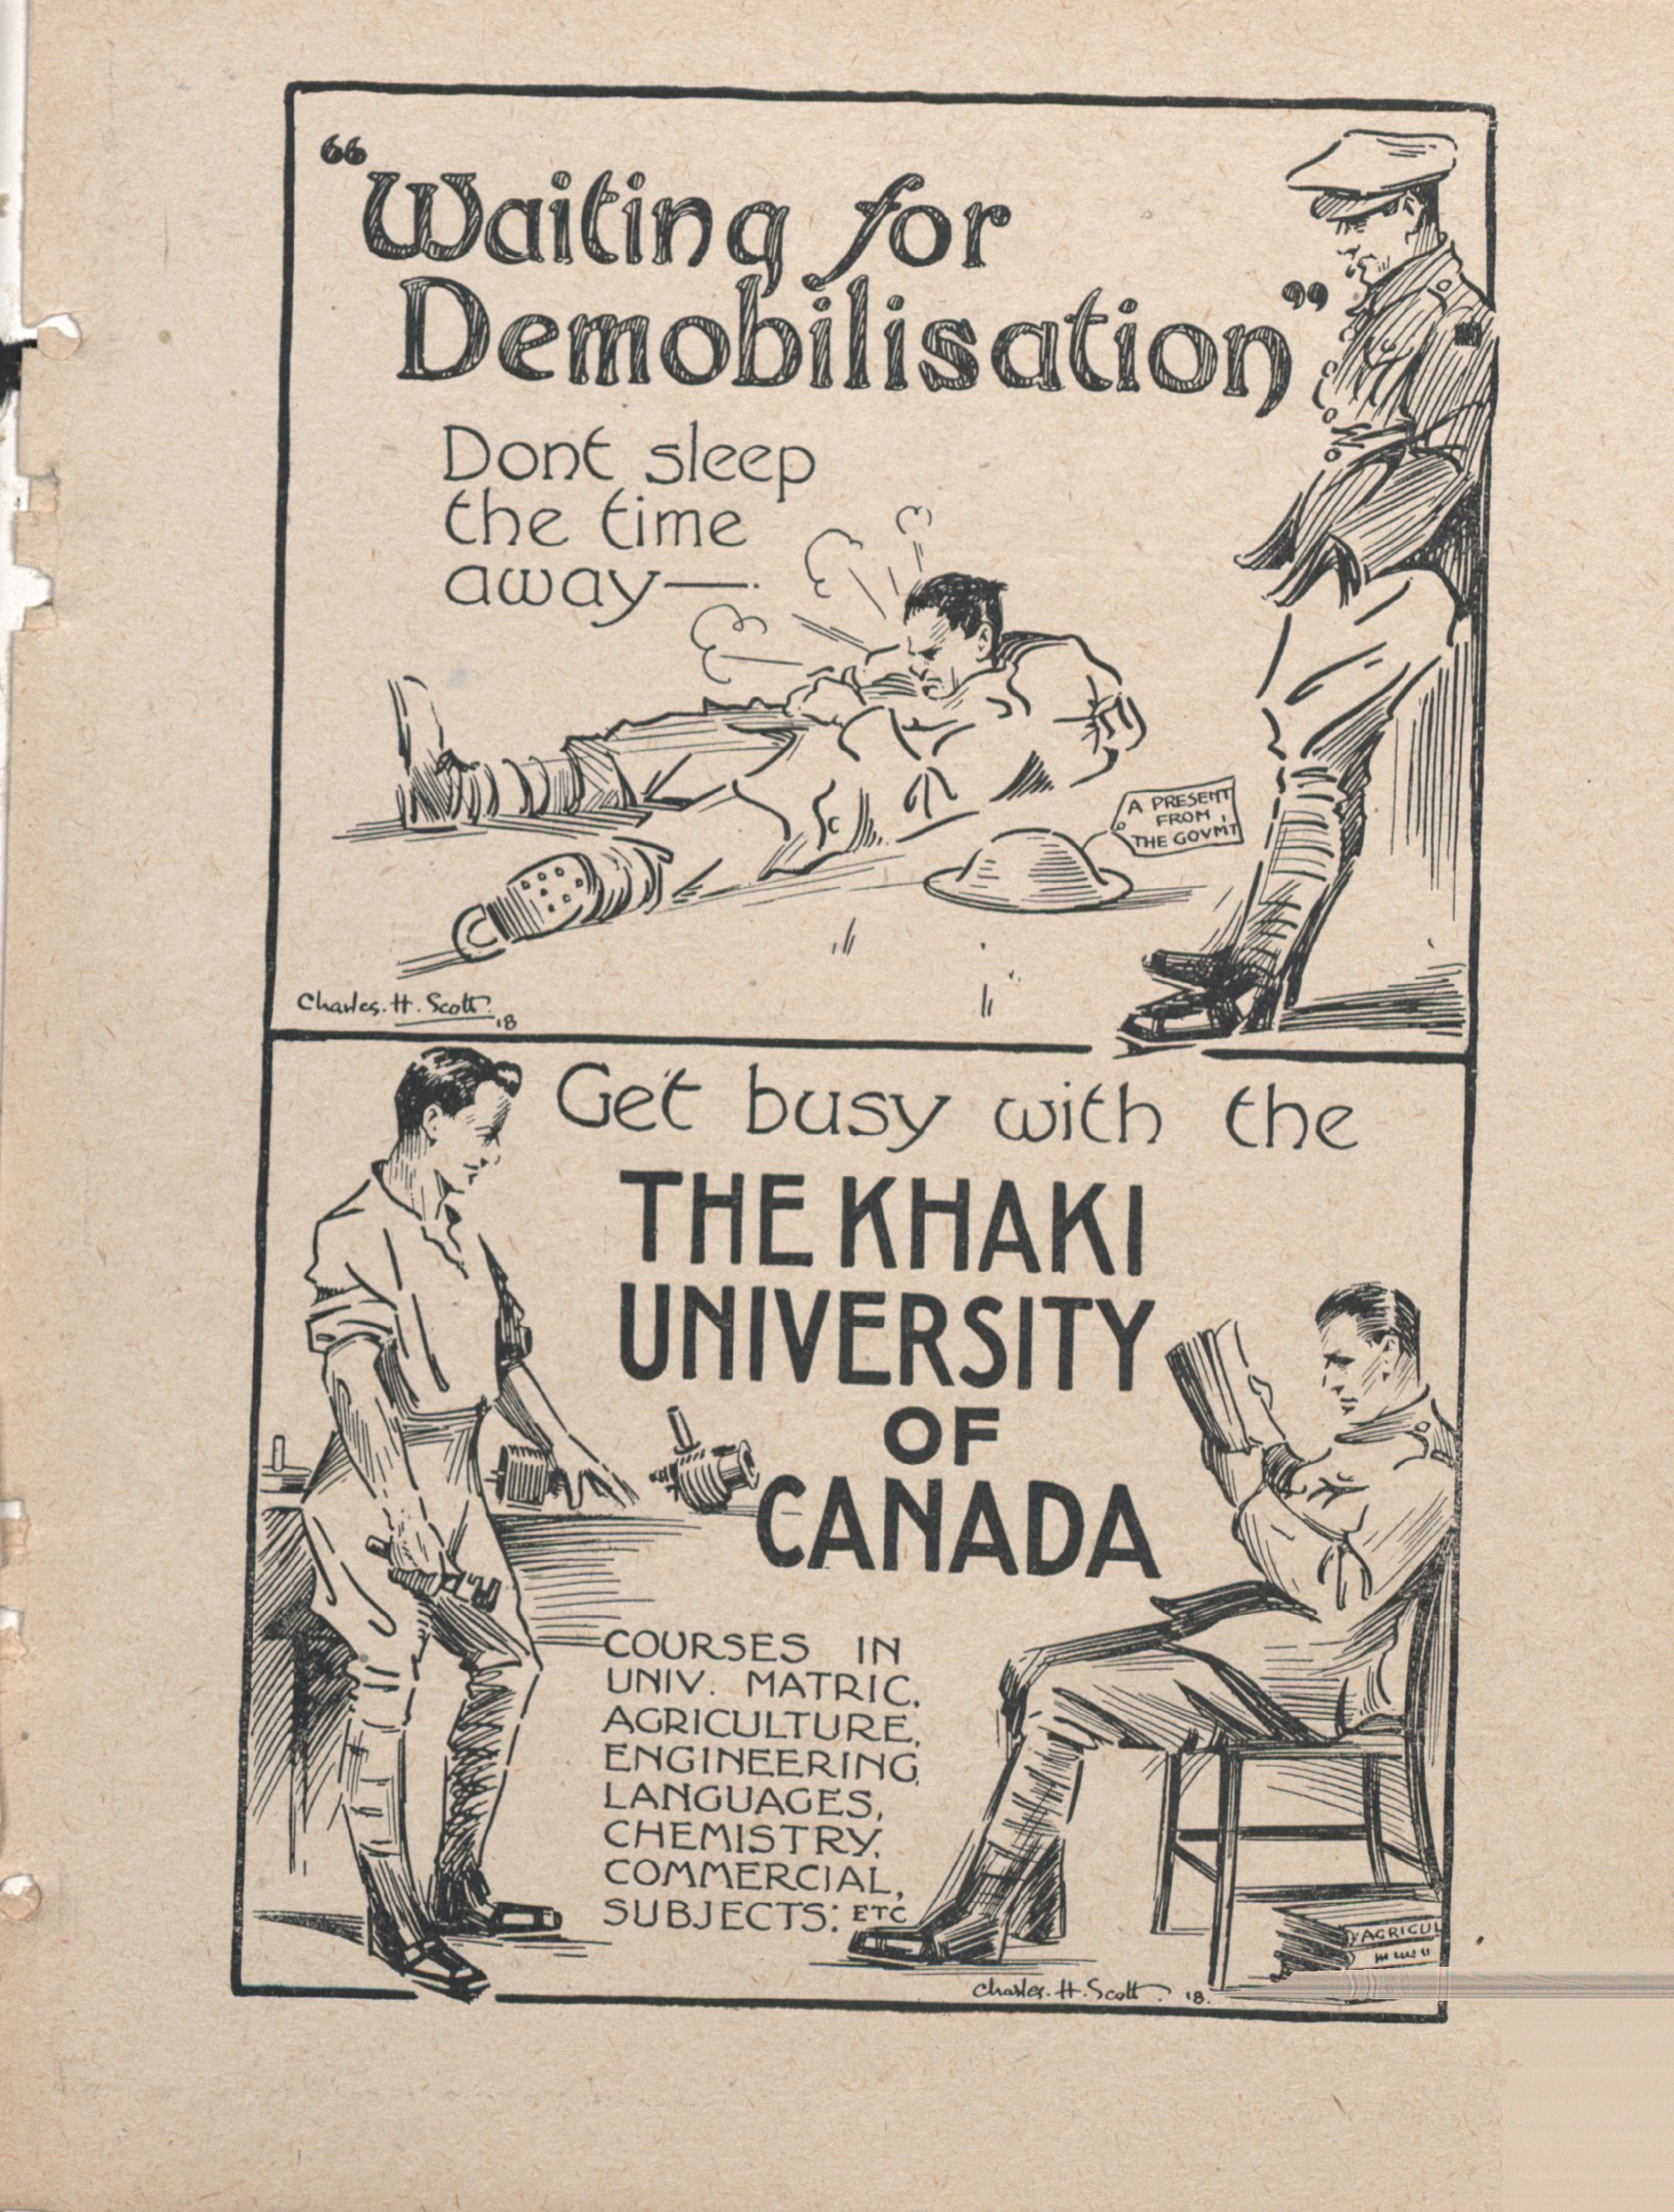 “Waiting for
Demobilisation”
Dont sleep
the time
away—.
A PRESENT
FROM
THE GOVMT
Charles. H. Scott.
'18
Get busy with the
THE KHAKI
UNIVERSITY
OF
CANADA
COURSES IN
UNIV. MATRIC,
AGRICULTURE,
ENGINEERING,
LANGUAGES,
CHEMISTRY,
COMMERCIAL,
SUBJECTS: ETC
AGRICUL
Charles. H. Scott. '18.